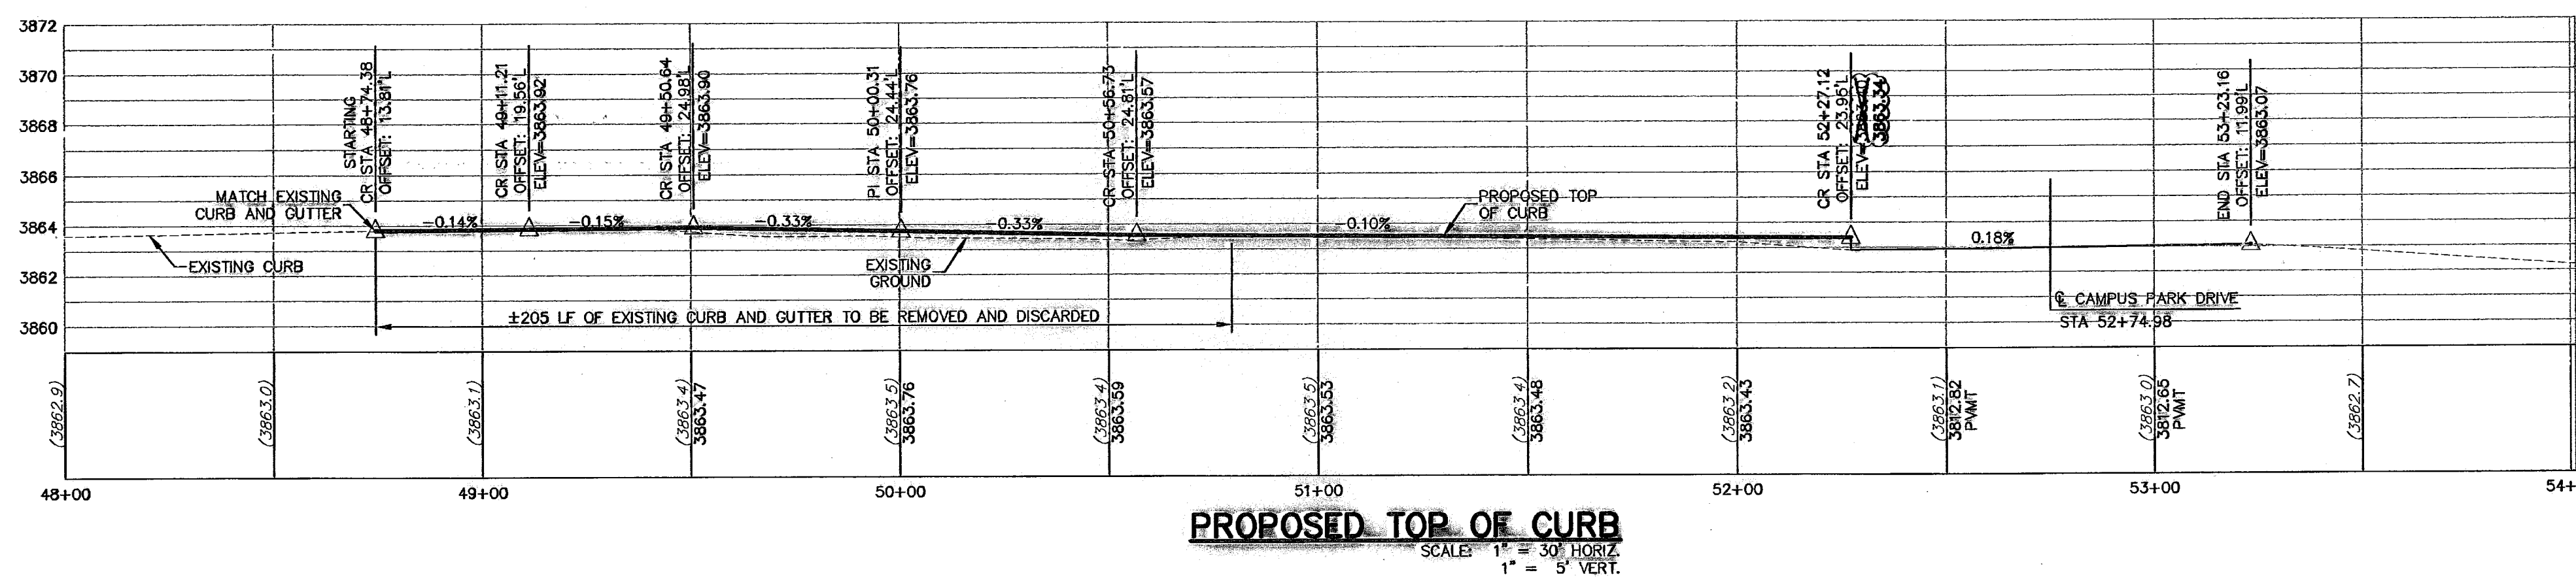 3872
3870
3868
3866
3864
3862
3860
STARTING
CR STA 48+74.38
OFFSET: 13.81'L
CR STA 49+11.21
OFFSET: 19.56'L
ELEV=3863.92
CR STA 49+50.64
OFFSET: 24.98'L
ELEV=3863.90
PI STA 50+00.31
OFFSET: 24.44'L
ELEV=3863.76
CR STA 50+56.73
OFFSET: 24.81'L
ELEV=3863.57
CR STA 52+27.12
OFFSET: 23.95'L
3863.34
END STA 53+23.16
OFFSET: 11.99'L
ELEV=3863.07
MATCH EXISTING
CURB AND GUTTER
-0.14%
-0.15%
-0.33%
0.33%
-0.10%
0.18%
PROPOSED TOP
OF CURB
EXISTING CURB
EXISTING
GROUND
±205 LF OF EXISTING CURB AND GUTTER TO BE REMOVED AND DISCARDED
℄ CAMPUS PARK DRIVE
STA 52+74.98
(3862.9)
(3863.0)
(3863.1)
(3863.4)
3863.47
(3863.5)
3863.76
(3863.4)
3863.59
(3863.5)
3863.53
(3863.4)
3863.48
(3863.2)
3863.43
(3863.1)
3812.82
PVMT
(3863.0)
3812.65
PVMT
(3862.7)
48+00
49+00
50+00
51+00
52+00
53+00
54+
PROPOSED TOP OF CURB
SCALE: 1" = 30' HORIZ.
1" = 5' VERT.